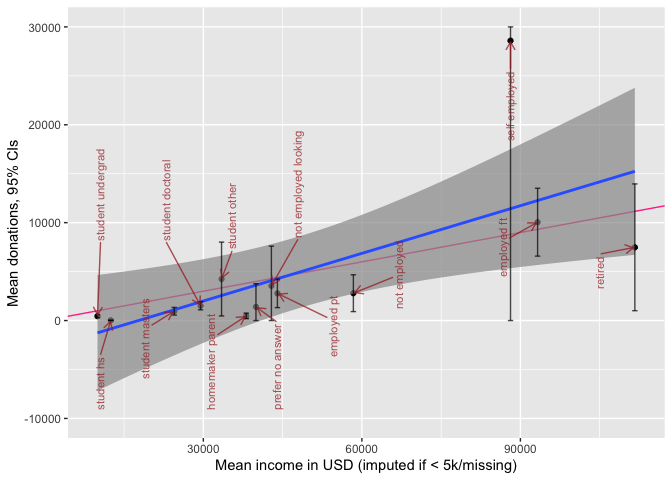 30000
20000
10000
0
-10000
Mean donations, 95% CIs
student undergrad
student hs
student masters
student doctoral
homemaker parent
student other
prefer no answer
not employed looking
employed pt
not employed
employed ft
self employed
retired
30000
60000
90000
Mean income in USD (imputed if < 5k/missing)